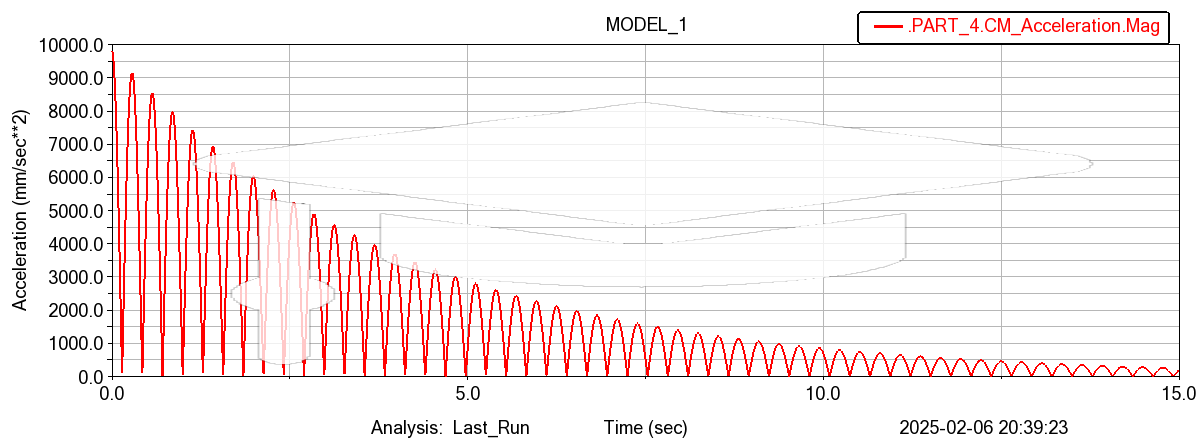 MODEL_1
.PART_4.CM_Acceleration.Mag
10000.0
9000.0
8000.0
7000.0
6000.0
5000.0
4000.0
3000.0
2000.0
1000.0
0.0
Acceleration (mm/sec**2)
0.0 5.0 10.0 15.0
Analysis: Last_Run Time (sec) 2025-02-06 20:39:23